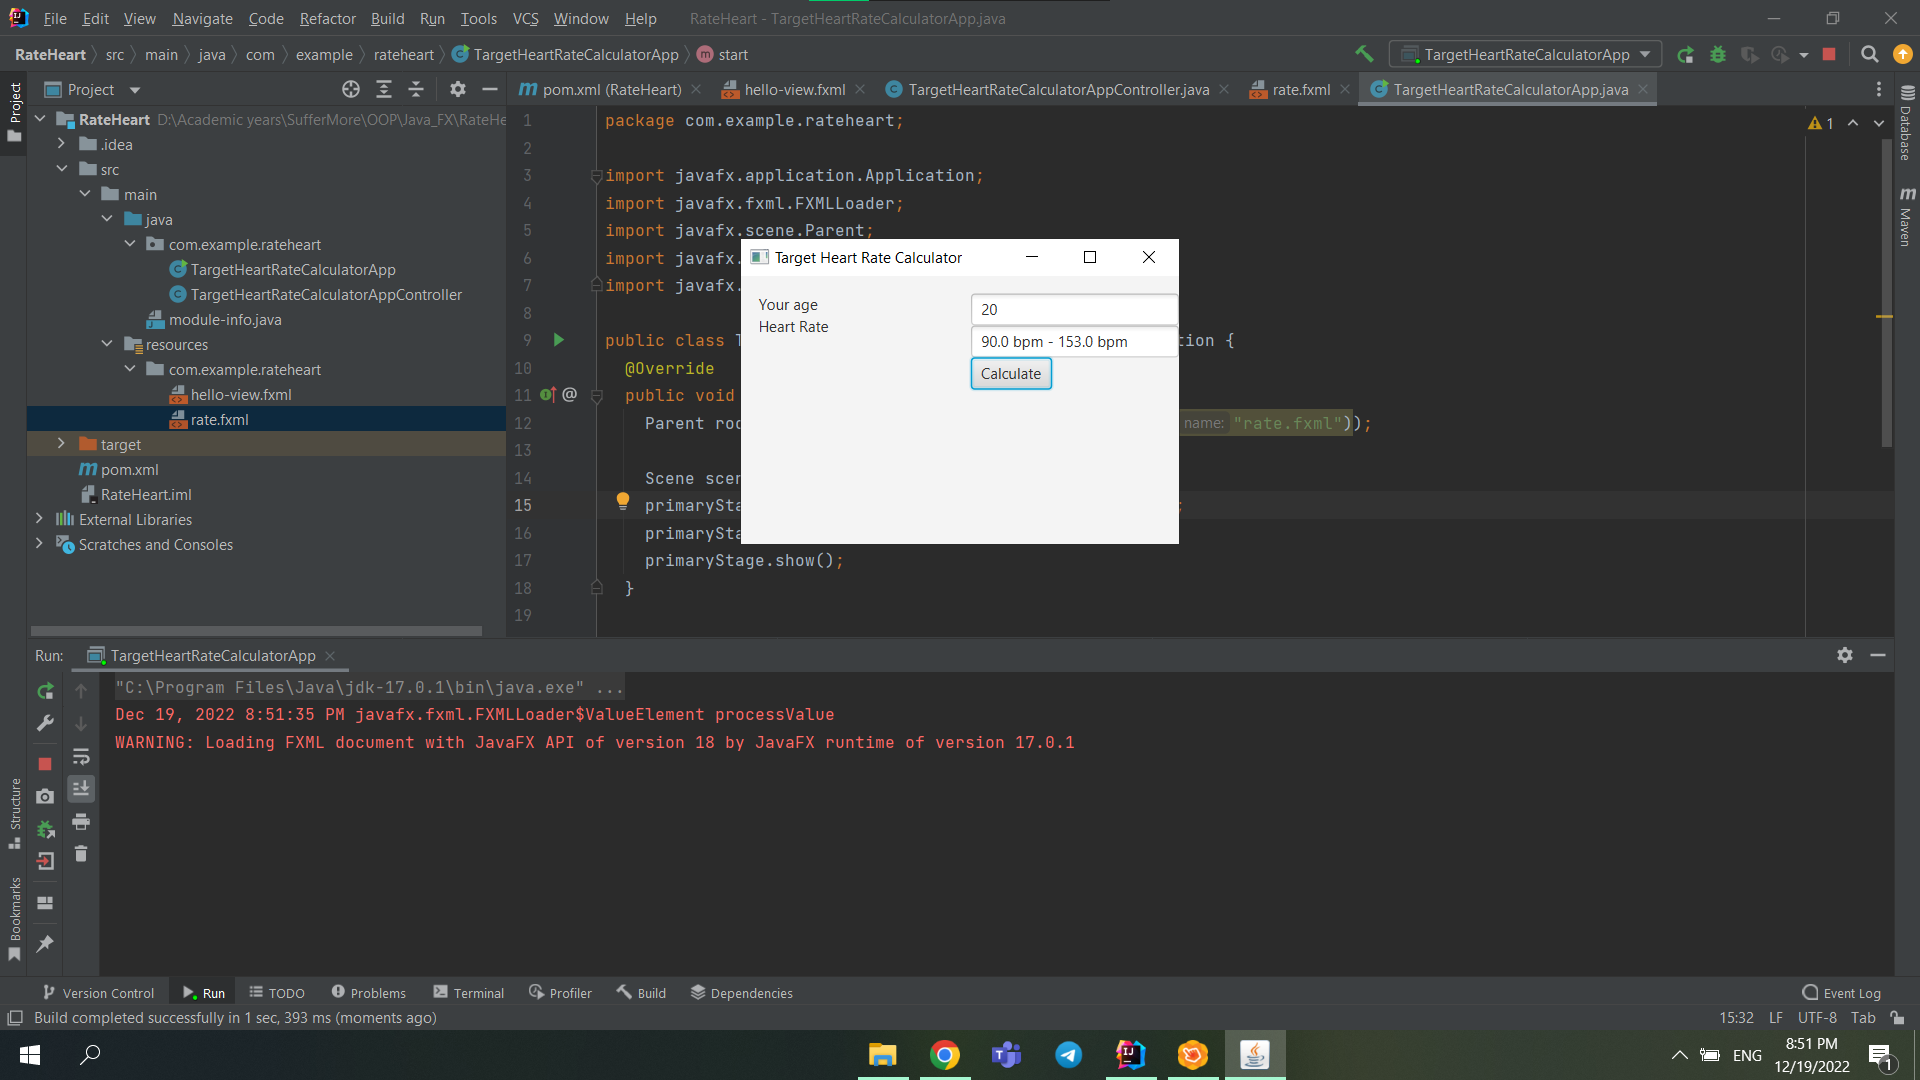 File Edit View Navigate Code Refactor Build Run Tools VCS Window Help RateHeart - TargetHeartRateCalculatorApp.java
RateHeart src main java com example rateheart TargetHeartRateCalculatorApp start TargetHeartRateCalculatorApp
Project pom.xml (RateHeart) hello-view.fxml TargetHeartRateCalculatorAppController.java rate.fxml TargetHeartRateCalculatorApp.java
Project
RateHeart D:\Academic years\SufferMore\OOP\Java_FX\RateHe
.idea
src
main
java
com.example.rateheart
TargetHeartRateCalculatorApp
TargetHeartRateCalculatorAppController
module-info.java
resources
com.example.rateheart
hello-view.fxml
rate.fxml
target
pom.xml
RateHeart.iml
External Libraries
Scratches and Consoles
1 package com.example.rateheart;
2
3 import javafx.application.Application;
4 import javafx.fxml.FXMLLoader;
5 import javafx.scene.Parent;
6 import javafx.
7 import javafx.
8
9 public class tion {
10 @Override
11 public void
12 Parent roo name: "rate.fxml"));
13
14 Scene scen
15 primarySta
16 primarySta
17 primaryStage.show();
18 }
19
1
Database
Maven
Target Heart Rate Calculator
Your age 20
Heart Rate 90.0 bpm - 153.0 bpm
Calculate
Run: TargetHeartRateCalculatorApp
"C:\Program Files\Java\jdk-17.0.1\bin\java.exe" ...
Dec 19, 2022 8:51:35 PM javafx.fxml.FXMLLoader$ValueElement processValue
WARNING: Loading FXML document with JavaFX API of version 18 by JavaFX runtime of version 17.0.1
Structure
Bookmarks
Version Control Run TODO Problems Terminal Profiler Build Dependencies Event Log
Build completed successfully in 1 sec, 393 ms (moments ago) 15:32 LF UTF-8 Tab
ENG 8:51 PM
12/19/2022 1